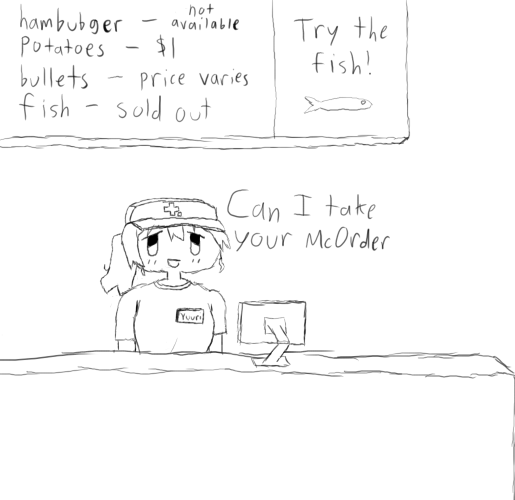 hambubger - not available
Potatoes - $1
bullets - price varies
fish - sold out
Try the
fish!
Can I take
your McOrder
Yuuri